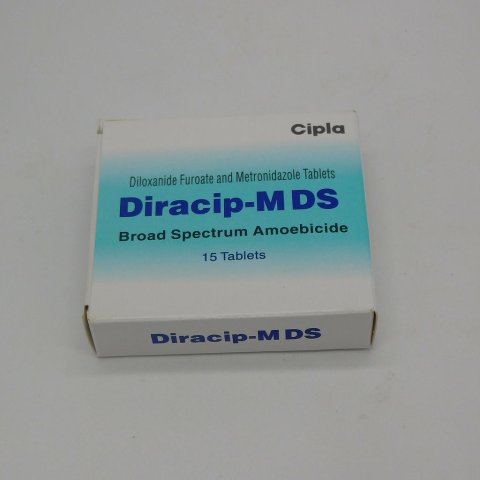 Cipla
Diloxanide Furoate and Metronidazole Tablets
Diracip-M DS
Broad Spectrum Amoebicide
15 Tablets
Diracip-M DS